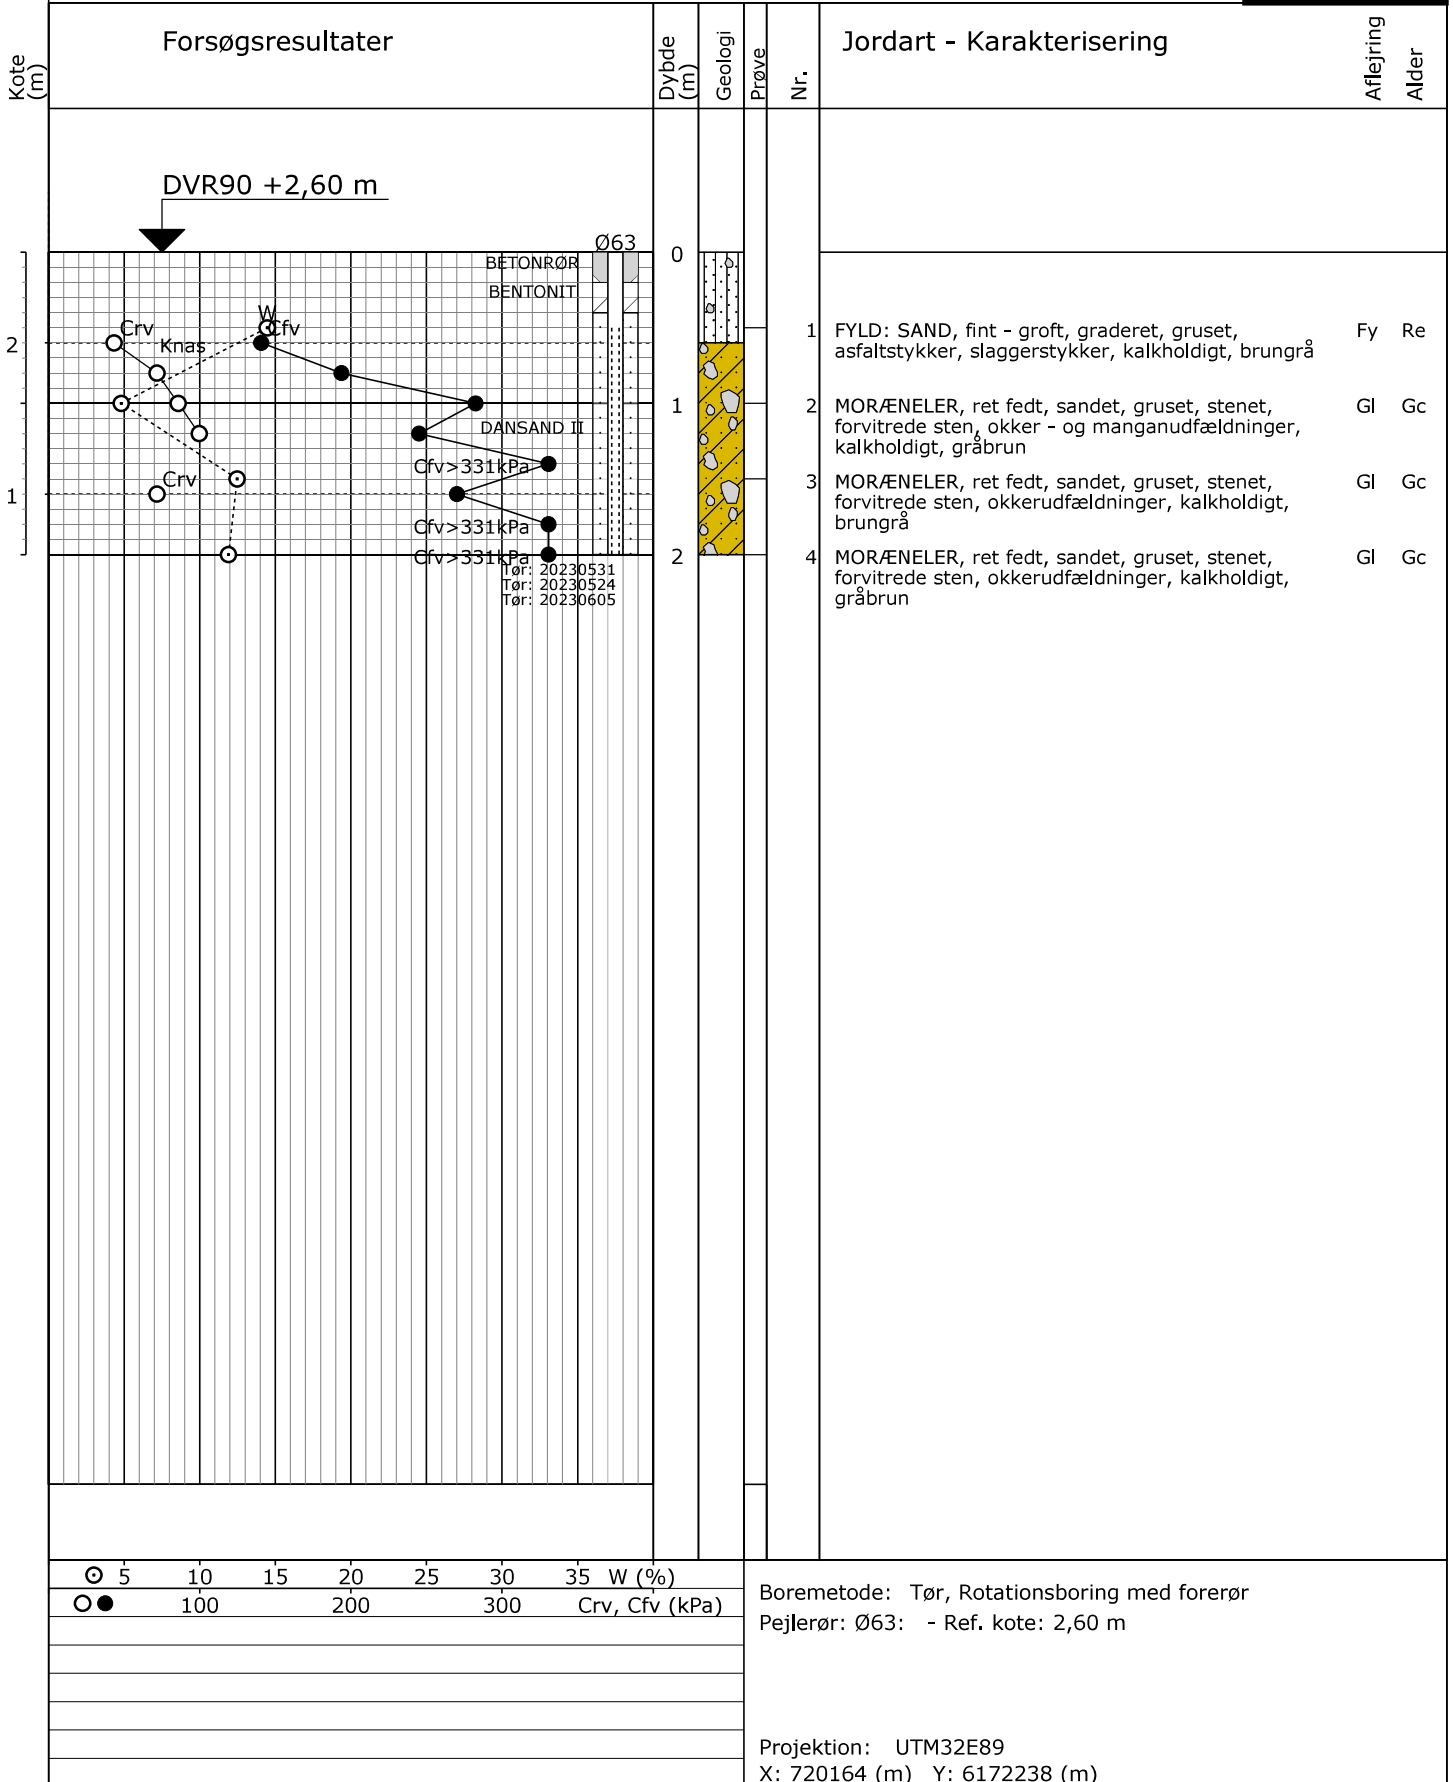 Kote (m)
Forsøgsresultater
Dybde (m)
Geologi
Prøve
Nr.
Jordart - Karakterisering
Aflejring
Alder
DVR90 +2,60 m
Ø63
0
BETONRØR
BENTONIT
W
Crv
Cfv
Knas
2
1
DANSAND II
Cfv>331kPa
Crv
1
Cfv>331kPa
Cfv>331kPa
2
Tør: 20230531
Tør: 20230524
Tør: 20230605
1 FYLD: SAND, fint - groft, graderet, gruset, Fy Re
asfaltstykker, slaggerstykker, kalkholdigt, brungrå
2 MORÆNELER, ret fedt, sandet, gruset, stenet, Gl Gc
forvitrede sten, okker - og manganudfældninger,
kalkholdigt, gråbrun
3 MORÆNELER, ret fedt, sandet, gruset, stenet, Gl Gc
forvitrede sten, okkerudfældninger, kalkholdigt,
brungrå
4 MORÆNELER, ret fedt, sandet, gruset, stenet, Gl Gc
forvitrede sten, okkerudfældninger, kalkholdigt,
gråbrun
5 10 15 20 25 30 35 W (%)
100 200 300 Crv, Cfv (kPa)
Boremetode: Tør, Rotationsboring med forerør
Pejlerør: Ø63: - Ref. kote: 2,60 m
Projektion: UTM32E89
X: 720164 (m) Y: 6172238 (m)